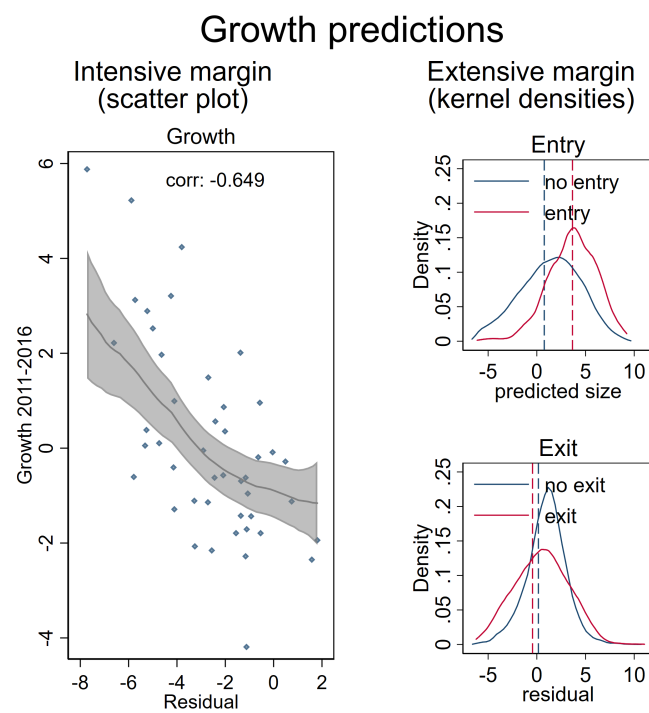 Growth predictions
Intensive margin
(scatter plot)
Growth
corr: -0.649
Growth 2011-2016
6
4
2
0
-2
-4
-8
-6
-4
-2
0
2
Residual
Extensive margin
(kernel densities)
Entry
no entry
entry
Density
.25
.2
.15
.1
.05
0
-5
0
5
10
predicted size
Exit
no exit
exit
Density
.25
.2
.15
.1
.05
0
-5
0
5
10
residual